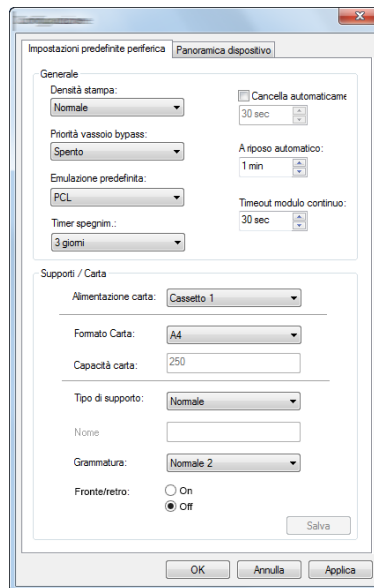 Impostazioni predefinite periferica
Panoramica dispositivo
Generale
Densità stampa:
Normale
Cancella automaticame
30 sec
Priorità vassoio bypass:
Spento
A riposo automatico:
1 min
Emulazione predefinita:
PCL
Timeout modulo continuo:
30 sec
Timer spegnim.:
3 giorni
Supporti / Carta
Alimentazione carta:
Cassetto 1
Formato Carta:
A4
Capacità carta:
250
Tipo di supporto:
Normale
Nome
Grammatura:
Normale 2
Fronte/retro:
On
Off
Salva
OK
Annulla
Applica